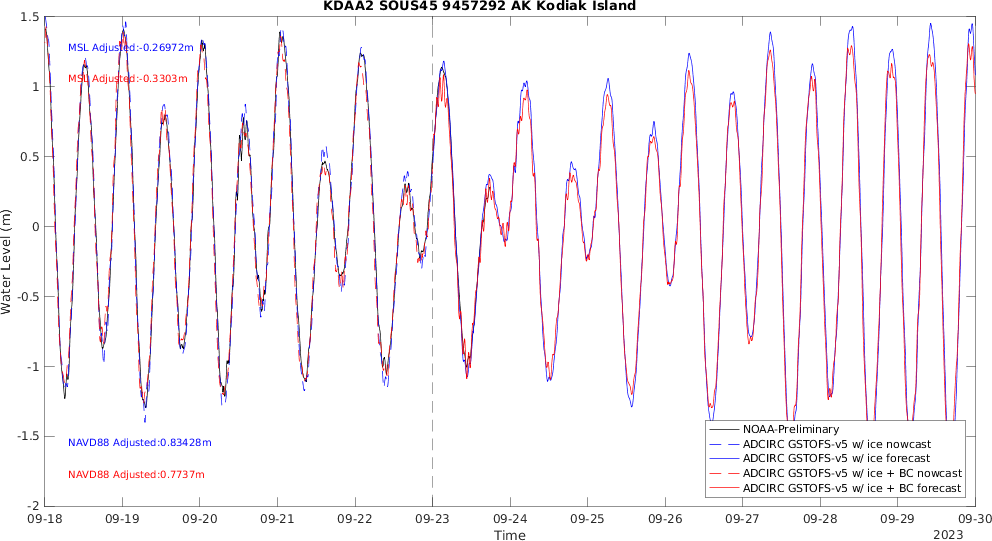 KDAA2 SOUS45 9457292 AK Kodiak Island
1.5
1
0.5
0
-0.5
-1
-1.5
-2
Water Level (m)
MSL Adjusted:-0.26972m
MSL Adjusted:-0.3303m
NAVD88 Adjusted:0.83428m
NAVD88 Adjusted:0.7737m
NOAA-Preliminary
ADCIRC GSTOFS-v5 w/ ice nowcast
ADCIRC GSTOFS-v5 w/ ice forecast
ADCIRC GSTOFS-v5 w/ ice + BC nowcast
ADCIRC GSTOFS-v5 w/ ice + BC forecast
09-18 09-19 09-20 09-21 09-22 09-23 09-24 09-25 09-26 09-27 09-28 09-29 09-30
Time
2023